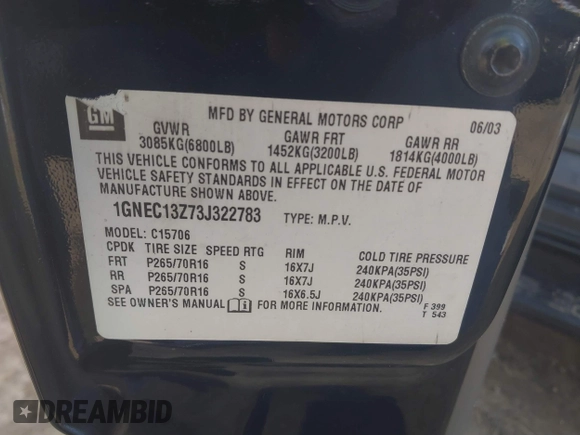 GM
MFD BY GENERAL MOTORS CORP 06/03
GVWR GAWR FRT GAWR RR
3085KG(6800LB) 1452KG(3200LB) 1814KG(4000LB)
THIS VEHICLE CONFORMS TO ALL APPLICABLE U.S. FEDERAL MOTOR
VEHICLE SAFETY STANDARDS IN EFFECT ON THE DATE OF
MANUFACTURE SHOWN ABOVE.
1GNEC13Z73J322783 TYPE: M.P.V.
MODEL: C15706
CPDK TIRE SIZE SPEED RTG RIM COLD TIRE PRESSURE
FRT P265/70R16 S 16X7J 240KPA(35PSI)
RR P265/70R16 S 16X7J 240KPA(35PSI)
SPA P265/70R16 S 16X6.5J 240KPA(35PSI)
SEE OWNER'S MANUAL FOR MORE INFORMATION.
F 399
T 543
DREAMBID